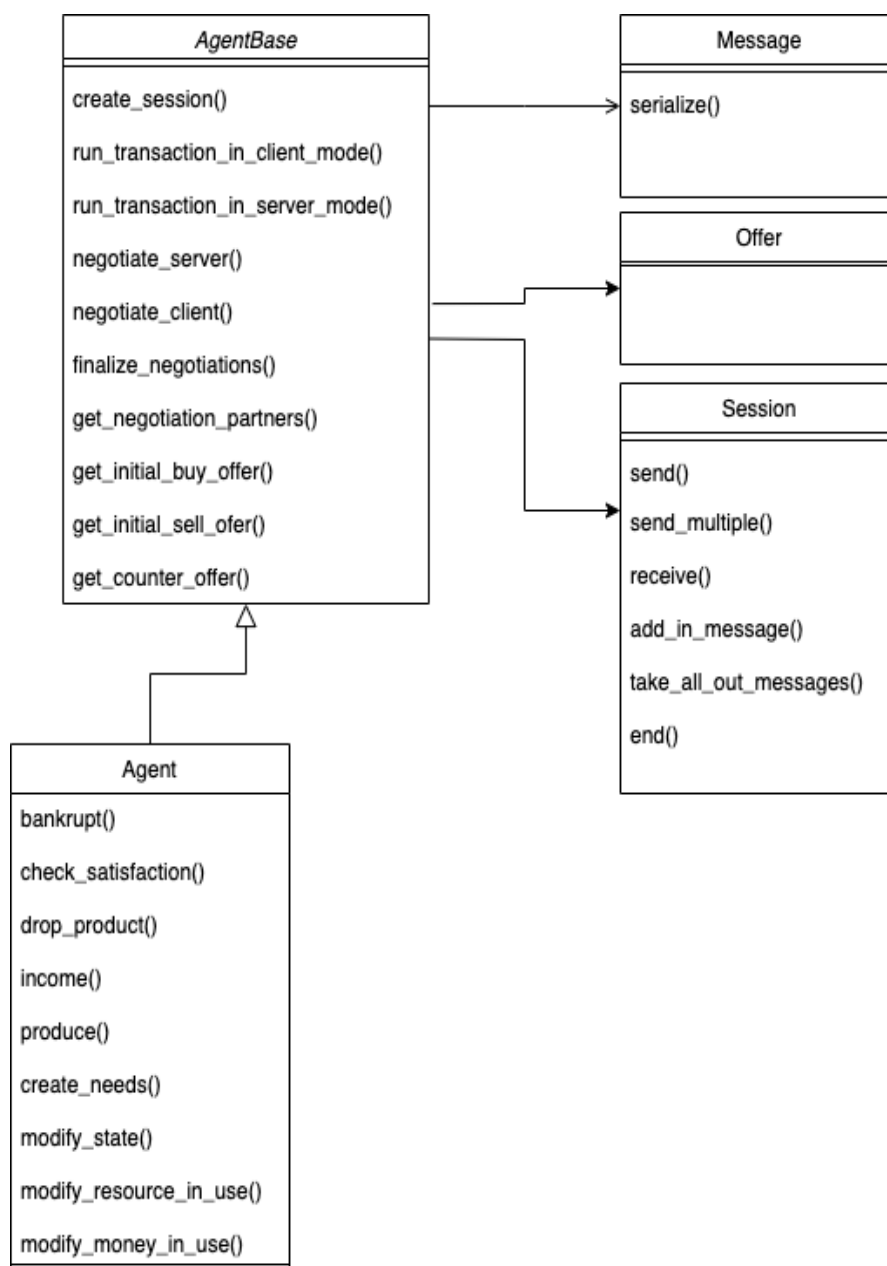 AgentBase
create_session()
run_transaction_in_client_mode()
run_transaction_in_server_mode()
negotiate_server()
negotiate_client()
finalize_negotiations()
get_negotiation_partners()
get_initial_buy_offer()
get_initial_sell_ofer()
get_counter_offer()
Message
serialize()
Offer
Session
send()
send_multiple()
receive()
add_in_message()
take_all_out_messages()
end()
Agent
bankrupt()
check_satisfaction()
drop_product()
income()
produce()
create_needs()
modify_state()
modify_resource_in_use()
modify_money_in_use()